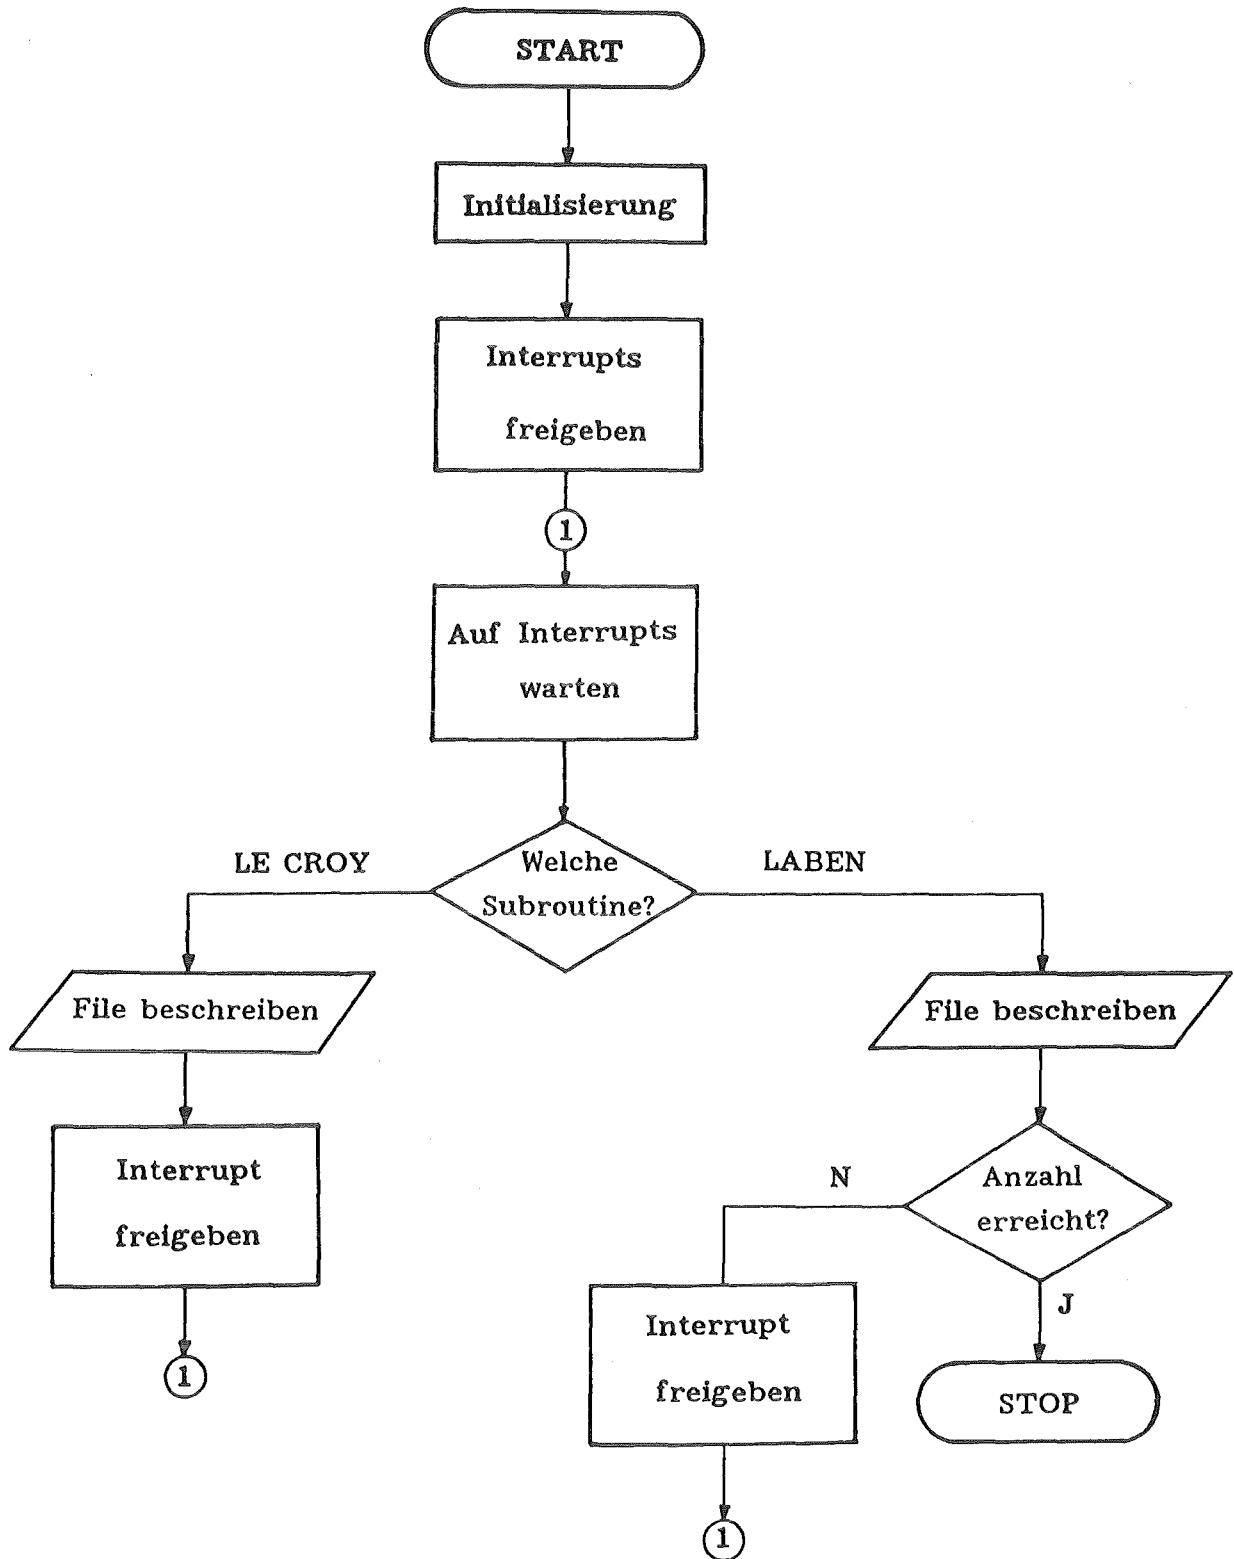 START
Initialisierung
Interrupts
freigeben
1
Auf Interrupts
warten
LE CROY
Welche
Subroutine?
LABEN
File beschreiben
File beschreiben
Interrupt
freigeben
1
N
Anzahl
erreicht?
J
Interrupt
freigeben
STOP
1